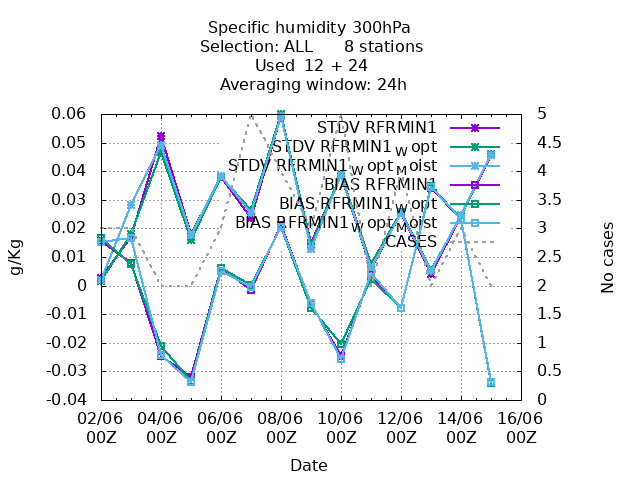 Specific humidity 300hPa
Selection: ALL      8 stations
Used  12 + 24
Averaging window: 24h
0.06
0.05
0.04
0.03
0.02
0.01
0
-0.01
-0.02
-0.03
-0.04
g/Kg
STDV RFRMIN1
STDV RFRMIN1_W opt
STDV RFRMIN1_W opt_M oist
BIAS RFRMIN1
BIAS RFRMIN1_W opt
BIAS RFRMIN1_W opt_M oist
CASES
5
4.5
4
3.5
3
2.5
2
1.5
1
0.5
0
No cases
02/06 04/06 06/06 08/06 10/06 12/06 14/06 16/06
00Z 00Z 00Z 00Z 00Z 00Z 00Z 00Z
Date